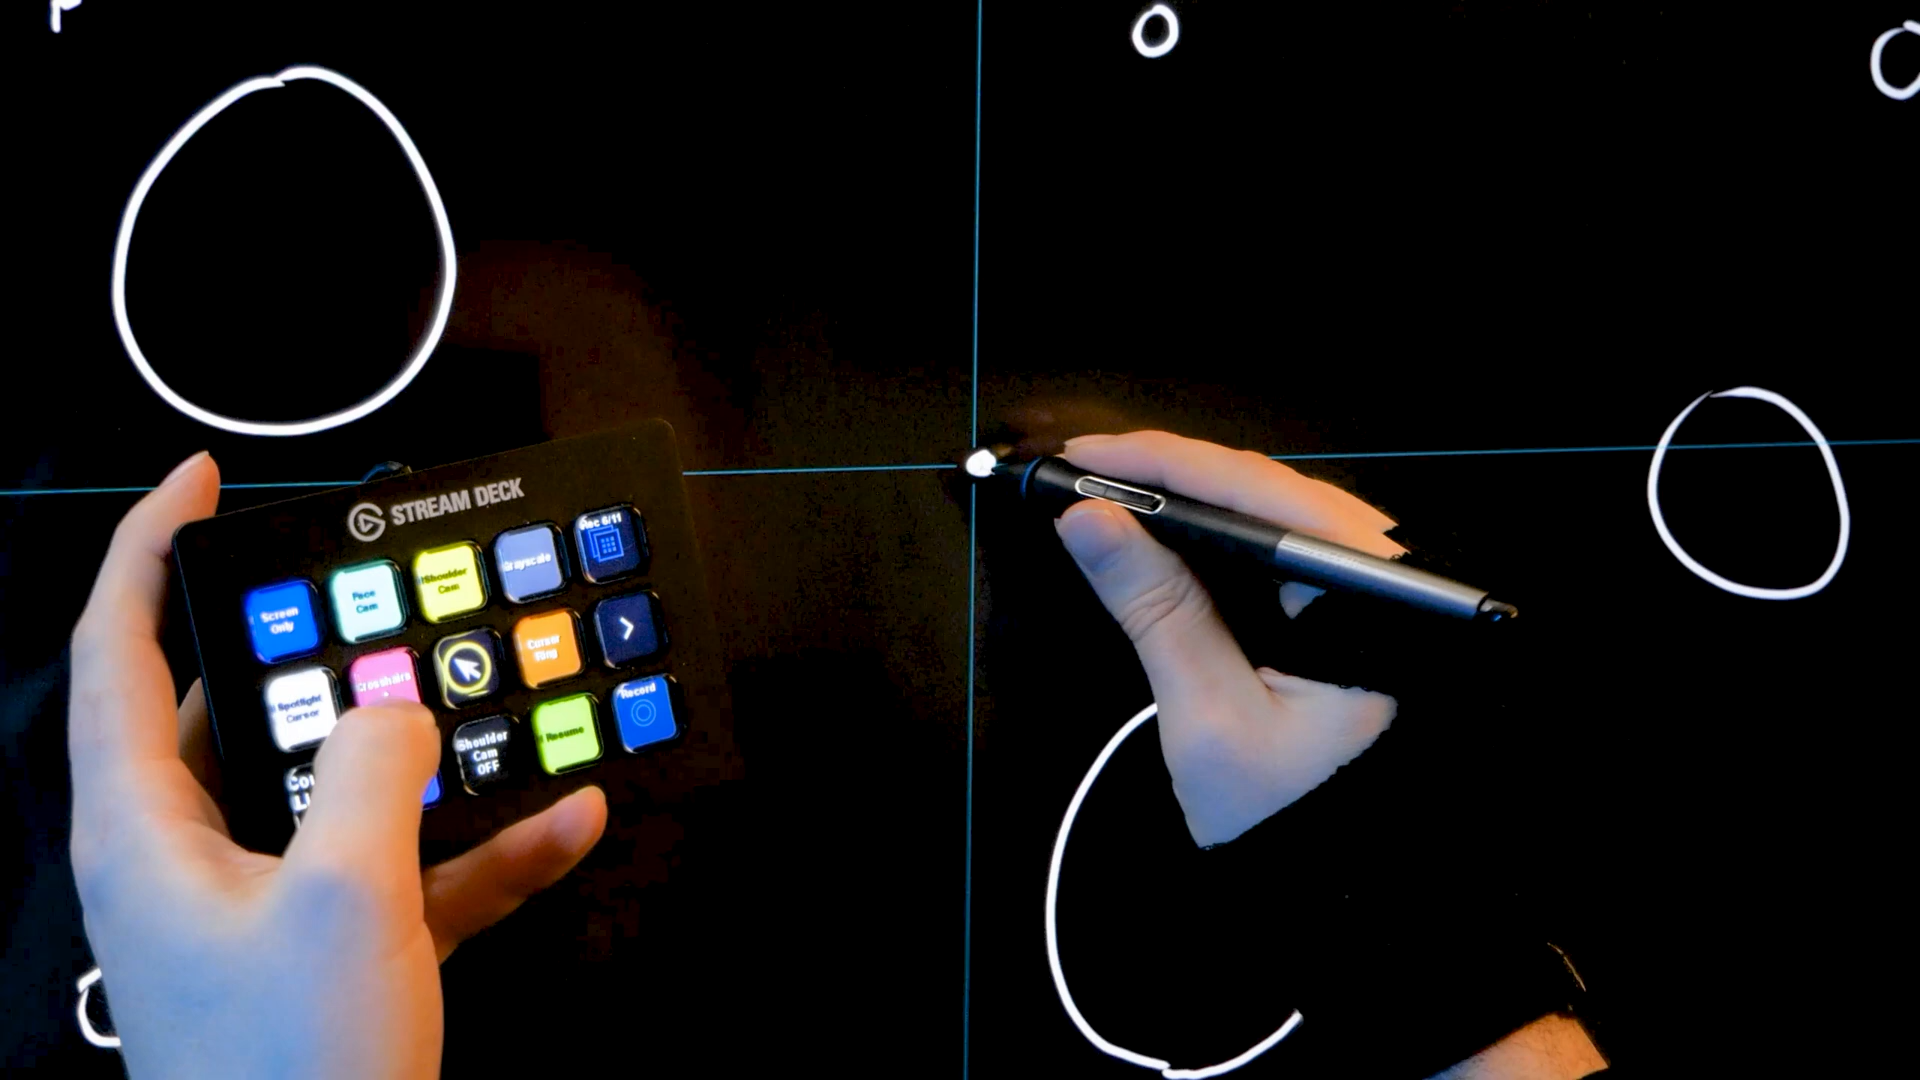 STREAM DECK
Rec 6/11
Grayscale
Shoulder
Cam
Face
Cam
Screen
Only
Cursor
Ring
Crosshairs
Spotlight
Cursor
Record
Resume
Shoulder
Cam
OFF